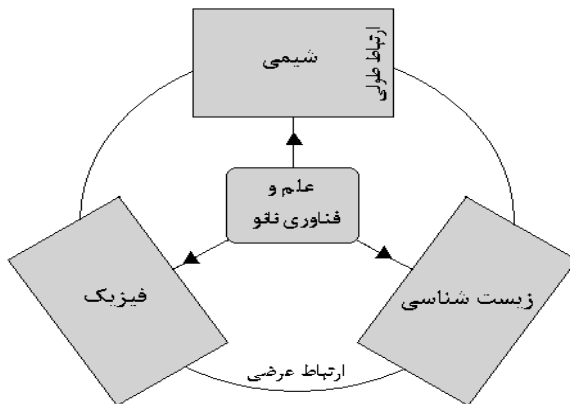 شیمی
ارتباط طولی
علم و
فناوری نانو
فیزیک
زیست شناسی
ارتباط عرضی